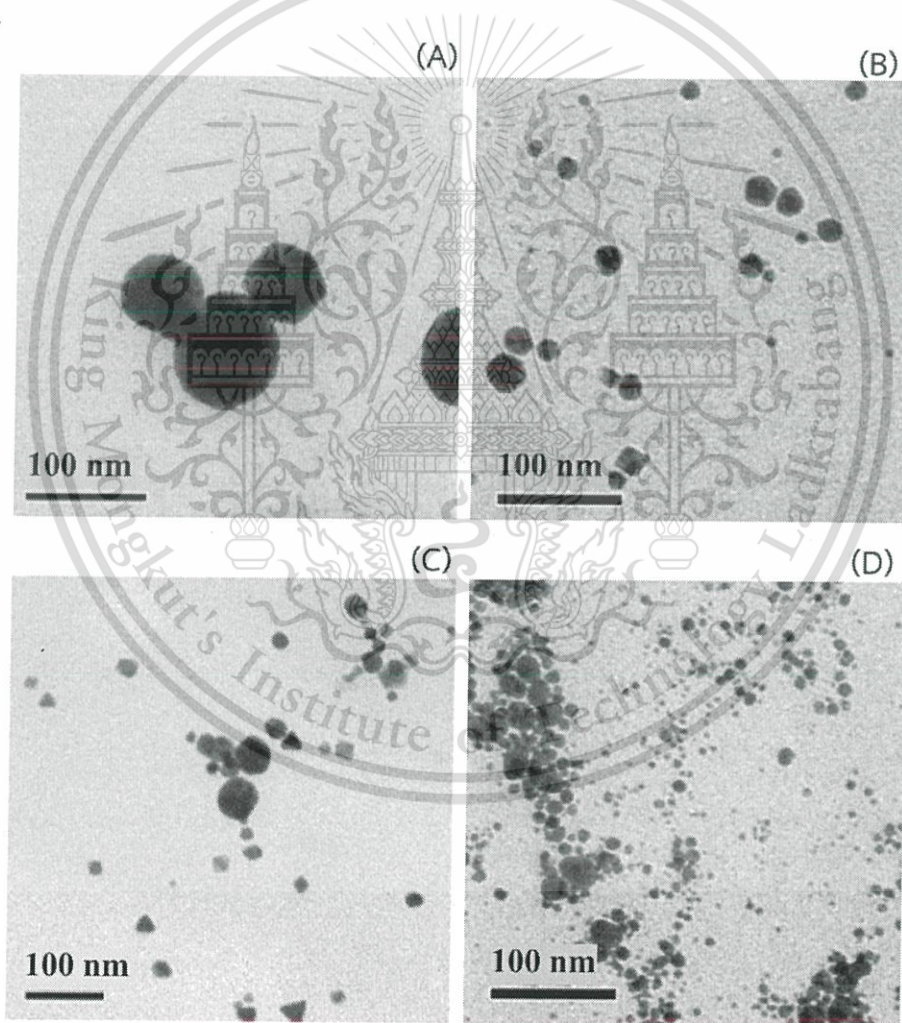 (A)
(B)
100 nm
100 nm
(C)
(D)
100 nm
100 nm
King Mongkut's Institute of Technology Ladkrabang